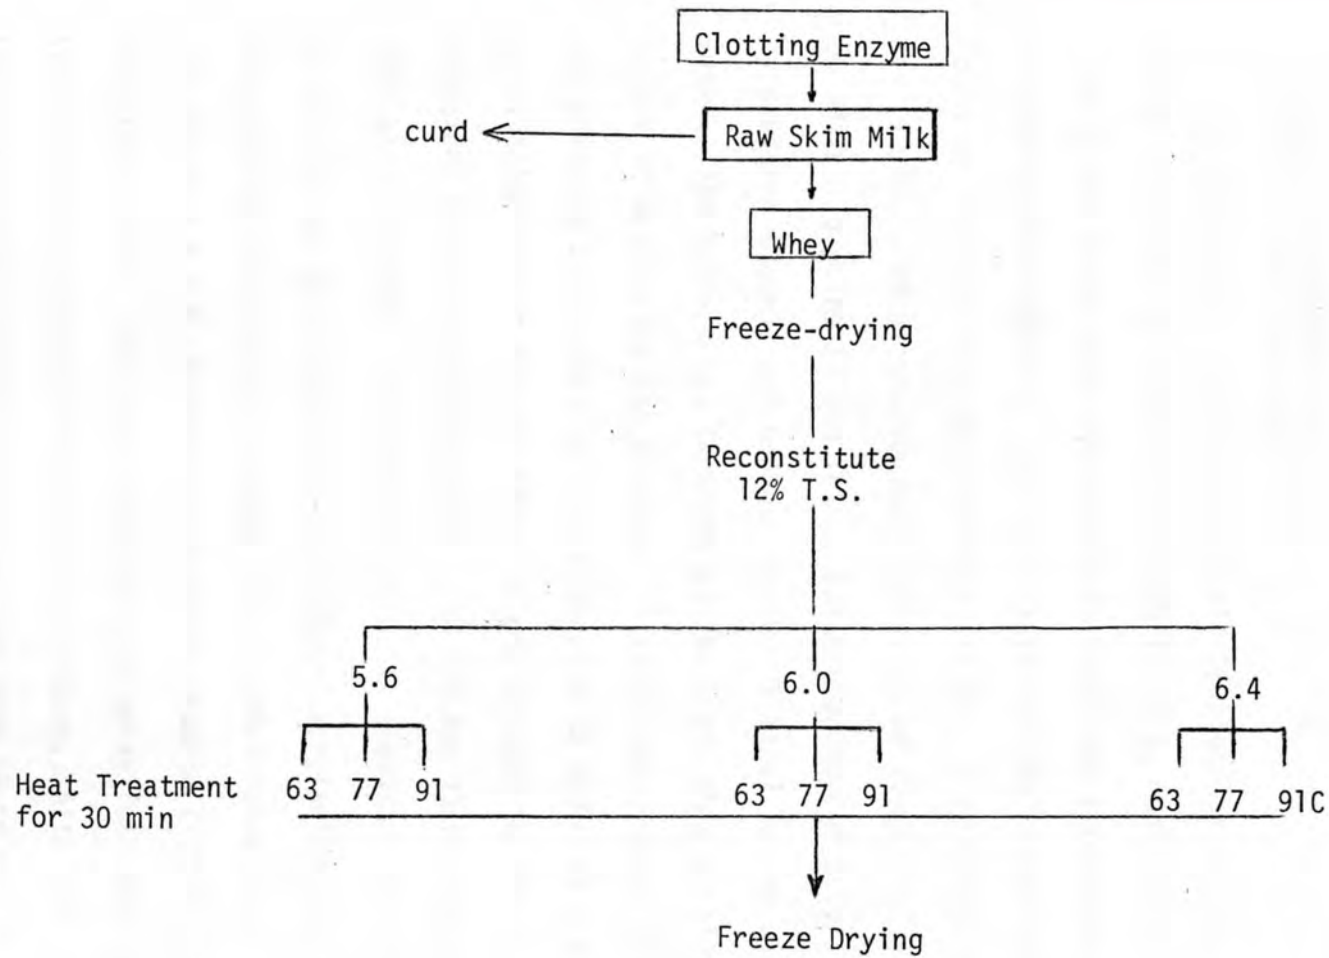 Clotting Enzyme
curd
Raw Skim Milk
Whey
Freeze-drying
Reconstitute
12% T.S.
5.6
6.0
6.4
Heat Treatment
for 30 min
63 77 91
63 77 91
63 77 91C
Freeze Drying